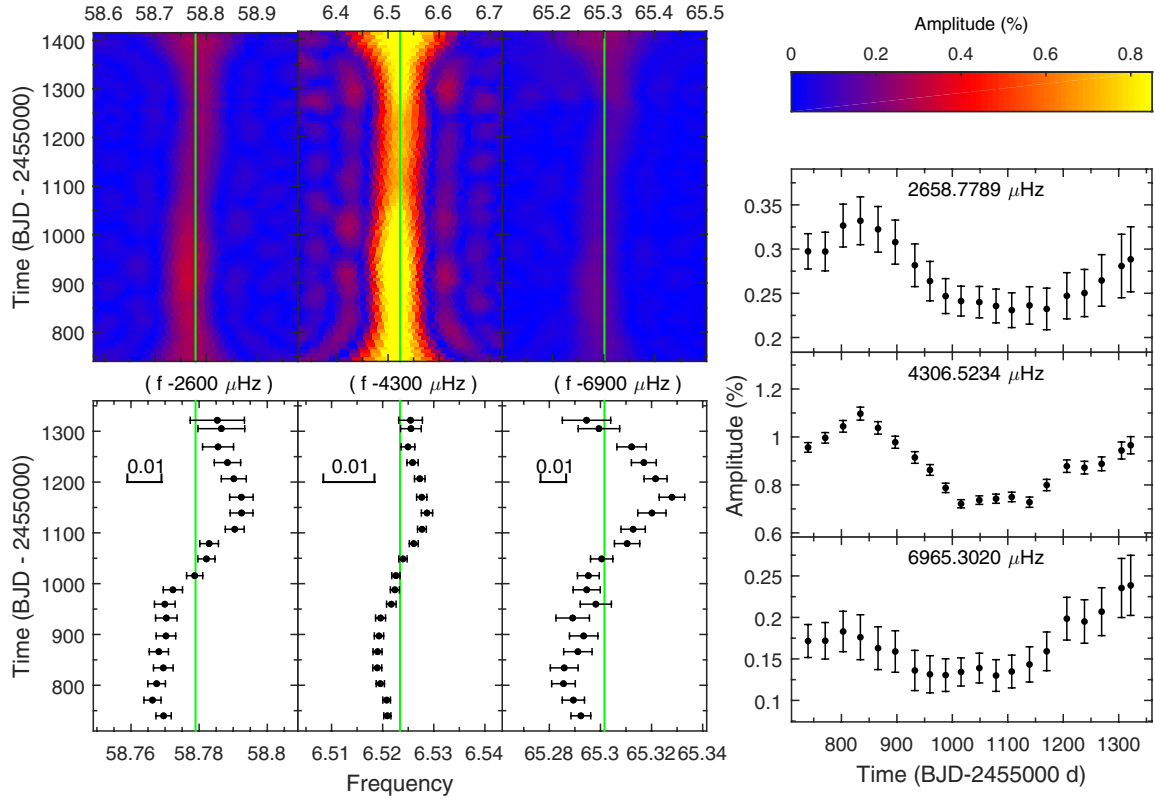 58.6 58.7 58.8 58.9 6.4 6.5 6.6 6.7 65.2 65.3 65.4 65.5
Amplitude (%)
0 0.2 0.4 0.6 0.8
1400
1300
1200
1100
1000
900
800
Time (BJD - 2455000)
( f -2600 μHz) ( f -4300 μHz) ( f -6900 μHz )
1300
1200
1100
1000
900
800
Time (BJD - 2455000)
0.01 0.01 0.01
58.76 58.78 58.8 6.51 6.52 6.53 6.54 65.28 65.3 65.32 65.34
Frequency
2658.7789 μHz
0.35
0.3
0.25
0.2
4306.5234 μHz
1.2
1
0.8
0.6
Amplitude (%)
6965.3020 μHz
0.25
0.2
0.15
0.1
800 900 1000 1100 1200 1300
Time (BJD-2455000 d)